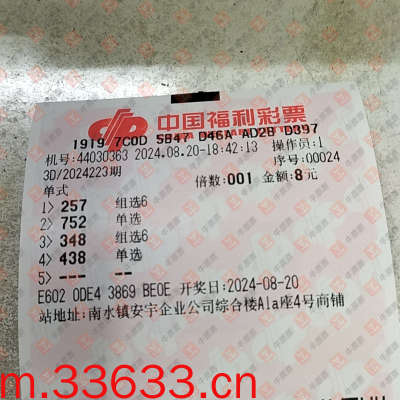 中国福利彩票
1919 7C0D 5B47 D46A AD2B D397
机号:44030363 2024.08.20-18:42:13 操作员:1
3D/2024223期 序号:00024
单式 倍数:001 金额:8元
1> 257 组选6
2> 752 单选
3> 348 组选6
4> 438 单选
5> --- --
E602 0DE4 3869 BE0E 开奖日:2024-08-20
站地址:南水镇安宇企业公司综合楼A1a座4号商铺
m.33633.cn